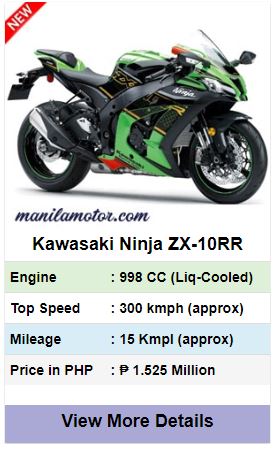 NEW
Ninja
manilamotor.com
Kawasaki Ninja ZX-10RR
Engine : 998 CC (Liq-Cooled)
Top Speed : 300 kmph (approx)
Mileage : 15 Kmpl (approx)
Price in PHP : ₱ 1.525 Million
View More Details